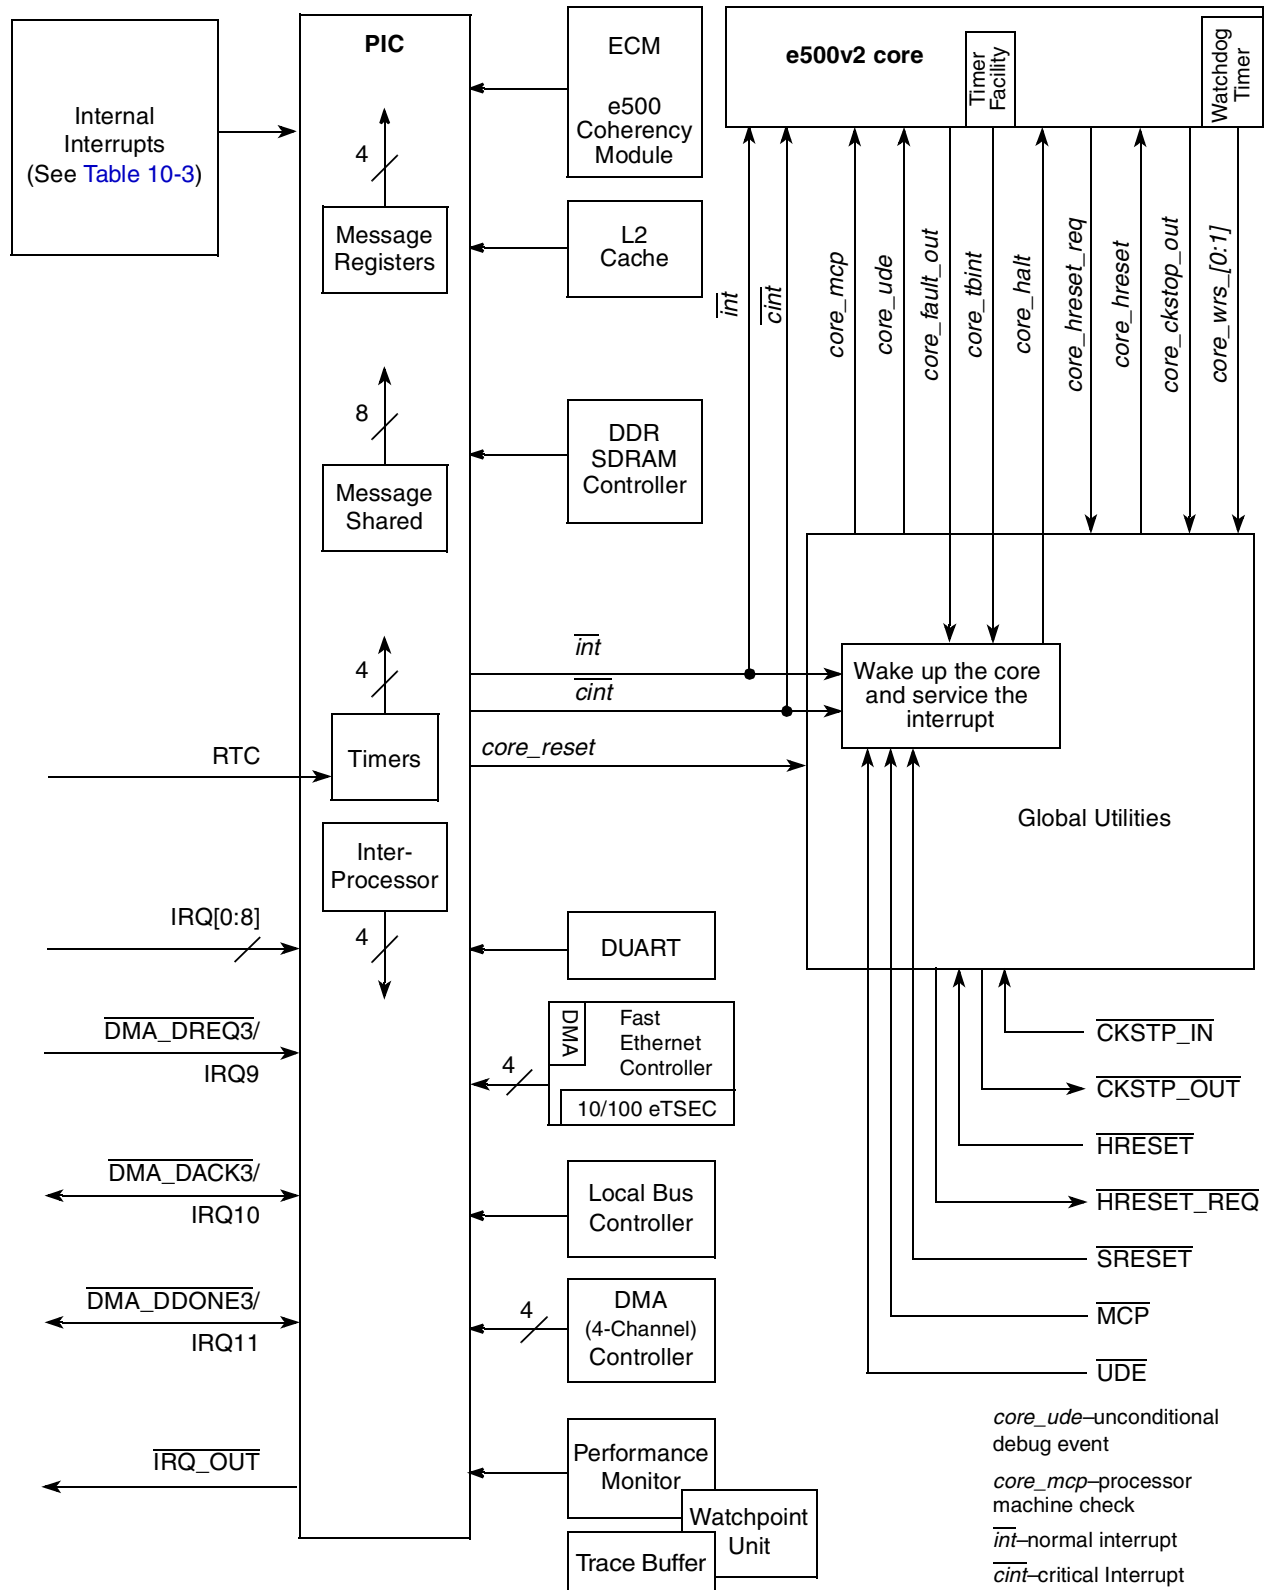 PIC
ECM
e500
Coherency
Module
e500v2 core
Timer
Facility
Watchdog
Timer
Internal
Interrupts
(See Table 10-3)
4
Message
Registers
L2
Cache
int
cint
core_mcp
core_ude
core_fault_out
core_tbint
core_halt
core_hreset_req
core_hreset
core_ckstop_out
core_wrs_[0:1]
8
Message
Shared
DDR
SDRAM
Controller
int
cint
core_reset
4
RTC
Timers
Wake up the core
and service the
interrupt
Global Utilities
Inter-
Processor
4
IRQ[0:8]
DUART
DMA_DREQ3/
IRQ9
DMA
Fast
Ethernet
Controller
4
10/100 eTSEC
DMA_DACK3/
IRQ10
Local Bus
Controller
DMA_DDONE3/
IRQ11
4
DMA
(4-Channel)
Controller
IRQ_OUT
Performance
Monitor
Watchpoint
Unit
Trace Buffer
CKSTP_IN
CKSTP_OUT
HRESET
HRESET_REQ
SRESET
MCP
UDE
core_ude–unconditional
debug event
core_mcp–processor
machine check
int–normal interrupt
cint–critical Interrupt